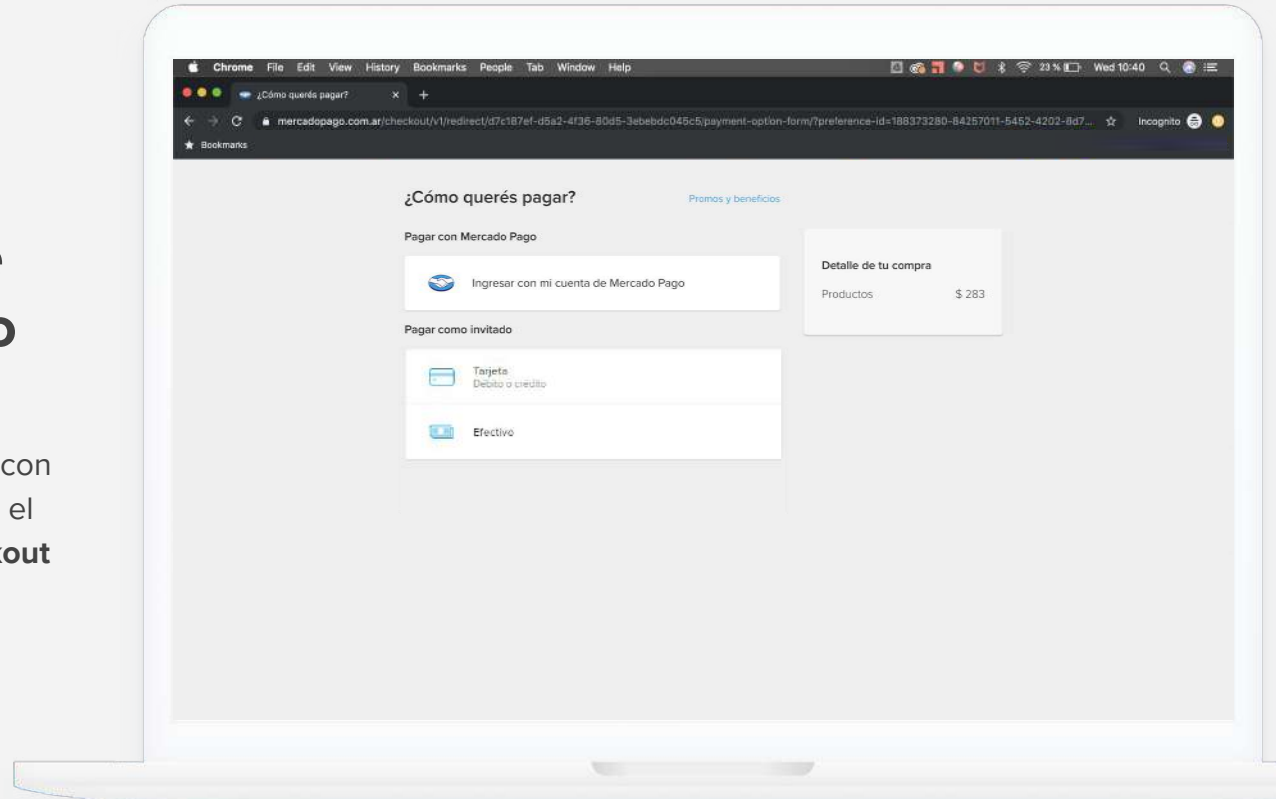 o
con
el
kout
Chrome File Edit View History Bookmarks People Tab Window Help
23 % Wed 10:40
¿Cómo querés pagar?
mercadopago.com.ar/checkout/v1/redirect/d7c187ef-d5a2-4f36-80d5-3ebebdc045c5/payment-option-form/?preference-id=188373280-84257011-5452-4202-8d7... Incognito
Bookmarks
¿Cómo querés pagar?
Promos y beneficios
Pagar con Mercado Pago
Ingresar con mi cuenta de Mercado Pago
Pagar como invitado
Tarjeta
Débito o crédito
Efectivo
Detalle de tu compra
Productos $ 283